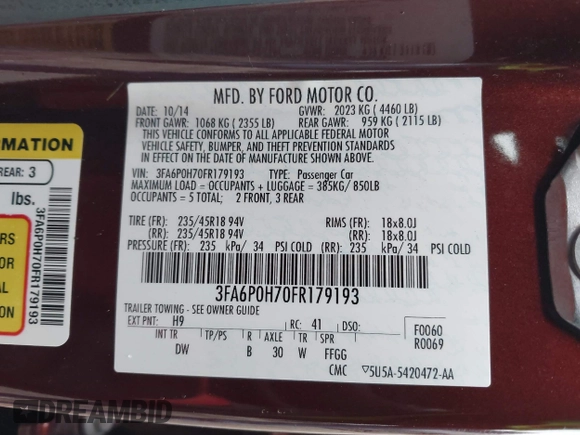 MFD. BY FORD MOTOR CO.
DATE: 10/14 GVWR: 2023 KG ( 4460 LB)
FRONT GAWR: 1068 KG ( 2355 LB) REAR GAWR: 959 KG ( 2115 LB)
THIS VEHICLE CONFORMS TO ALL APPLICABLE FEDERAL MOTOR
VEHICLE SAFETY, BUMPER, AND THEFT PREVENTION STANDARDS
IN EFFECT ON THE DATE OF MANUFACTURE SHOWN ABOVE.
VIN: 3FA6P0H70FR179193 TYPE: Passenger Car
MAXIMUM LOAD = OCCUPANTS + LUGGAGE = 385KG/ 850LB
OCCUPANTS = 5 TOTAL; 2 FRONT, 3 REAR
TIRE (FR): 235/45R18 94V RIMS (FR): 18x8.0J
(RR): 235/45R18 94V (RR): 18x8.0J
PRESSURE (FR): 235 kPa/ 34 PSI COLD (RR): 235 kPa/ 34 PSI COLD
3FA6P0H70FR179193
TRAILER TOWING - SEE OWNER GUIDE
EXT PNT: H9 RC: 41 DSO:
F0060
R0069
INT TR TP/PS R AXLE TR SPR
DW B 30 W FFGG
CMC 5U5A-5420472-AA
RMATION
REAR: 3
lbs.
3FA6P0H70FR179193
RS
R
DREAMBID